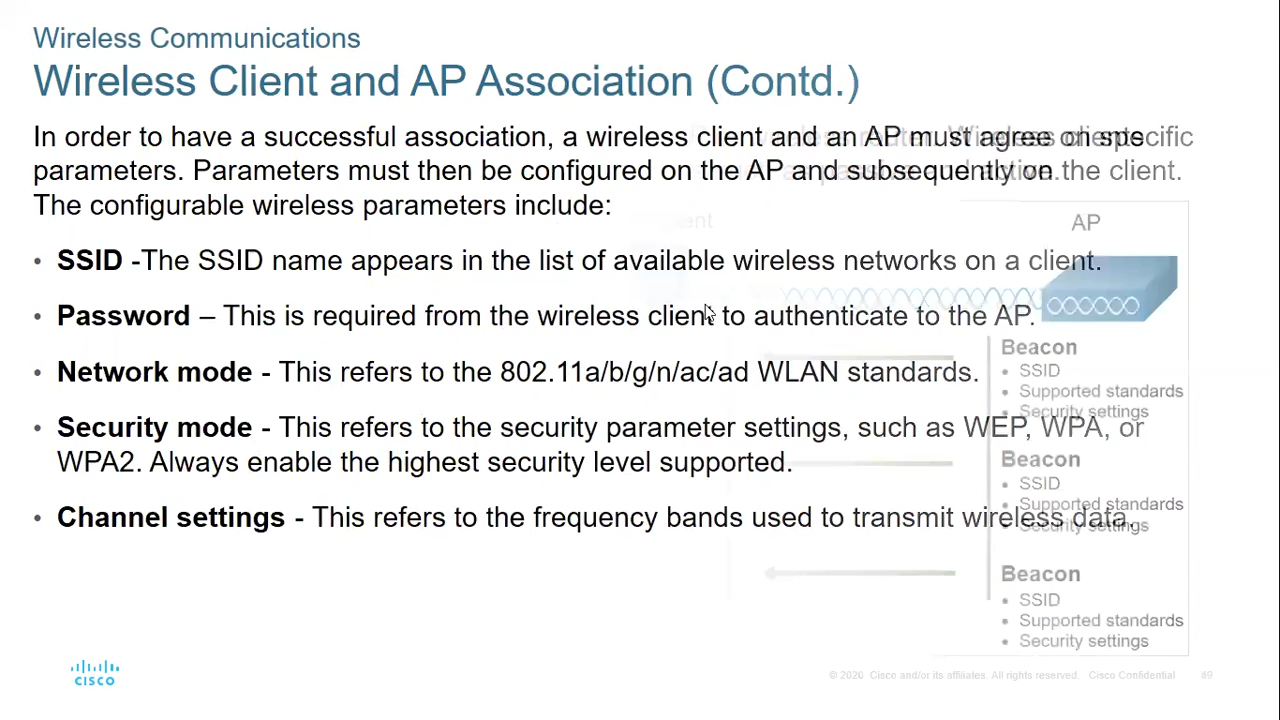 Wireless Communications
Wireless Client and AP Association (Contd.)
In order to have a successful association, a wireless client and an AP must agree on specific
parameters. Parameters must then be configured on the AP and subsequently on the client.
The configurable wireless parameters include:
• SSID -The SSID name appears in the list of available wireless networks on a client.
• Password – This is required from the wireless client to authenticate to the AP.
• Network mode - This refers to the 802.11a/b/g/n/ac/ad WLAN standards.
• Security mode - This refers to the security parameter settings, such as WEP, WPA, or
WPA2. Always enable the highest security level supported.
• Channel settings - This refers to the frequency bands used to transmit wireless data.
AP
Beacon
• SSID
• Supported standards
• Security settings
Beacon
• SSID
• Supported standards
• Security settings
Beacon
• SSID
• Supported standards
• Security settings
CISCO
© 2020 Cisco and/or its affiliates. All rights reserved. Cisco Confidential